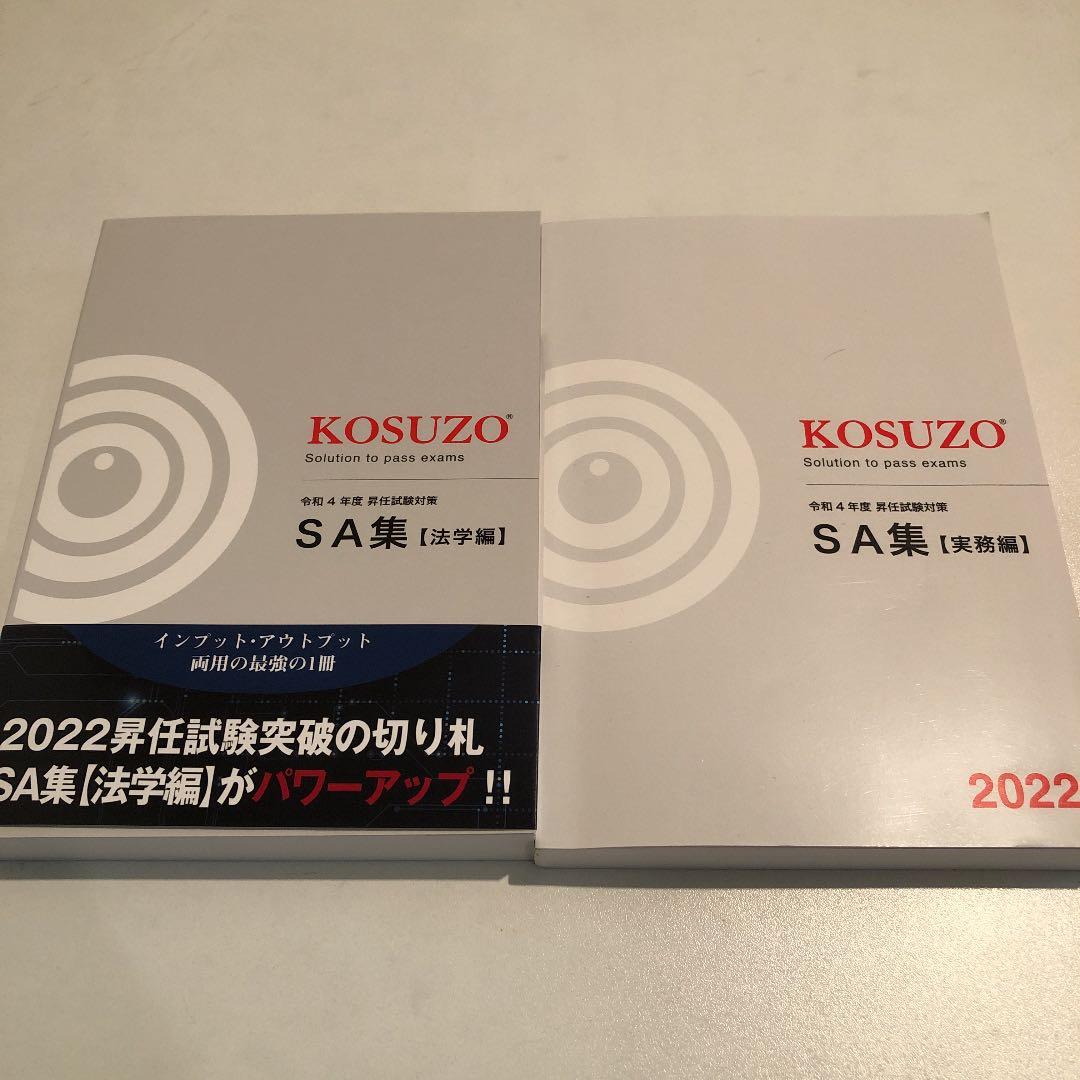 KOSUZO®
Solution to pass exams
令和4年度 昇任試験対策
SA集【法学編】
インプット・アウトプット
両用の最強の1冊
2022昇任試験突破の切り札
SA集【法学編】がパワーアップ!!
KOSUZO®
Solution to pass exams
令和4年度 昇任試験対策
SA集【実務編】
2022